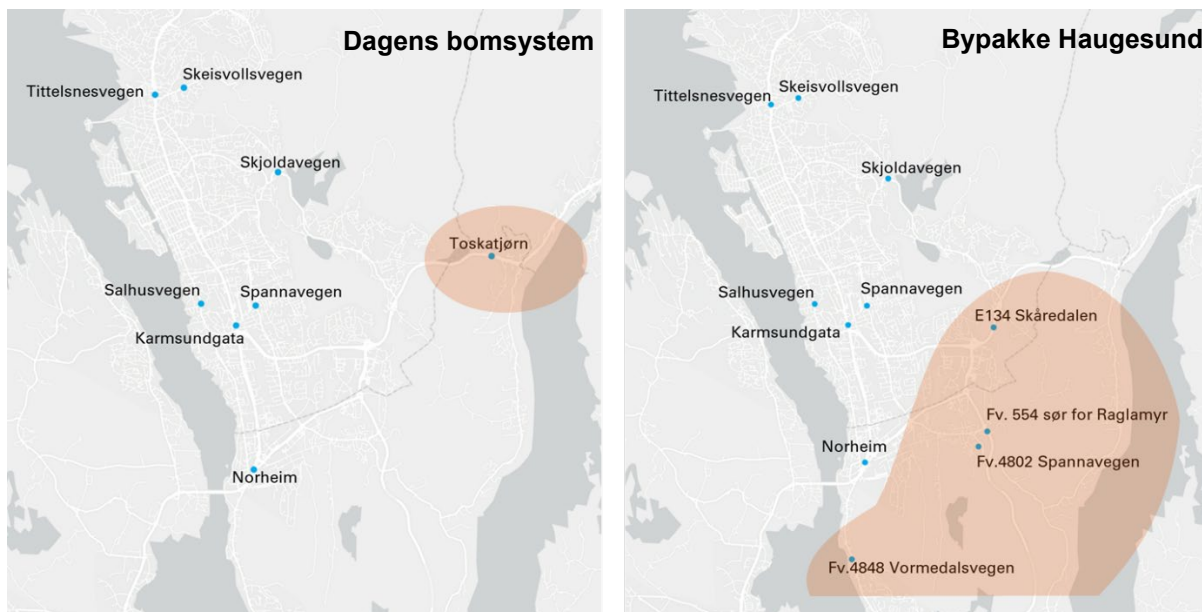 Dagens bomsystem
Skeisvollsvegen
Tittelsnesvegen
Skjoldavegen
Toskatjørn
Salhusvegen
Spannavegen
Karmsundgata
Norheim
Bypakke Haugesund
Skeisvollsvegen
Tittelsnesvegen
Skjoldavegen
Salhusvegen
Spannavegen
E134 Skåredalen
Karmsundgata
Fv. 554 sør for Raglamyr
Norheim
Fv.4802 Spannavegen
Fv.4848 Vormedalsvegen